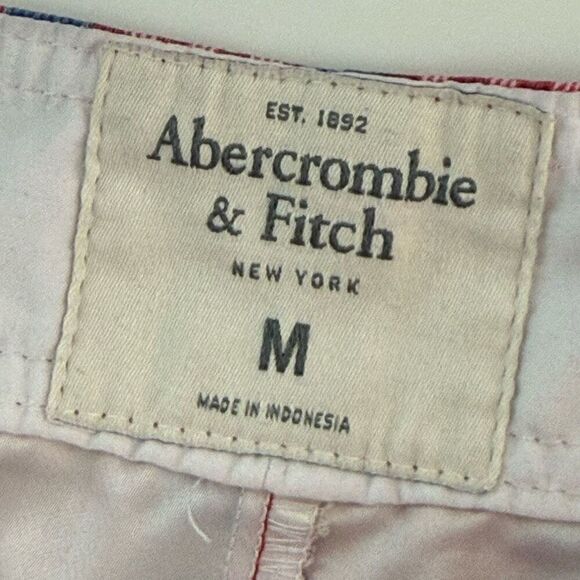 EST. 1892
Abercrombie
& Fitch
NEW YORK
M
MADE IN INDONESIA